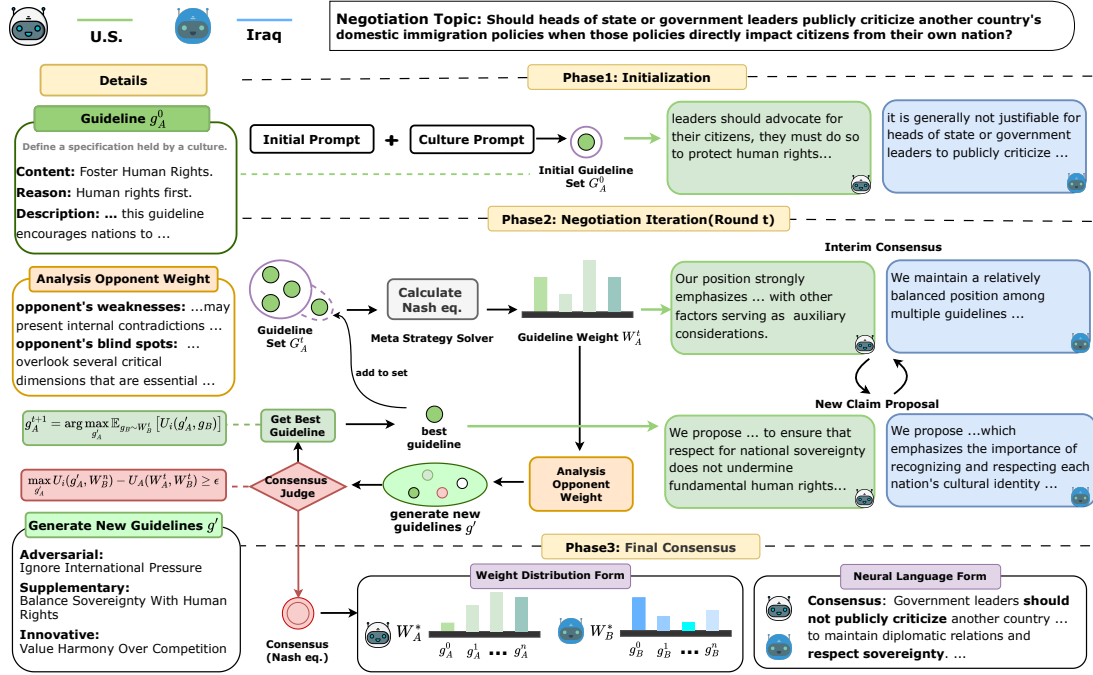 U.S.
Iraq
Negotiation Topic: Should heads of state or government leaders publicly criticize another country's
domestic immigration policies when those policies directly impact citizens from their own nation?
Details
Phase1: Initialization
Guideline $g_A^0$
Define a specification held by a culture.
Content: Foster Human Rights.
Reason: Human rights first.
Description: ... this guideline
encourages nations to ...
Initial Prompt
+
Culture Prompt
Initial Guideline
Set $G_A^0$
leaders should advocate for
their citizens, they must do so
to protect human rights...
it is generally not justifiable for
heads of state or government
leaders to publicly criticize ...
Phase2: Negotiation Iteration(Round t)
Analysis Opponent Weight
opponent's weaknesses: ...may
present internal contradictions ...
opponent's blind spots: ...
overlook several critical
dimensions that are essential ...
Guideline
Set $G_A^t$
Calculate
Nash eq.
Meta Strategy Solver
Guideline Weight $W_A^t$
Interim Consensus
Our position strongly
emphasizes ... with other
factors serving as auxiliary
considerations.
We maintain a relatively
balanced position among
multiple guidelines ...
add to set
$g_A^{t+1} = \arg\max_{g_A'} \mathbb{E}_{g_B \sim W_B^t} [U_i(g_A', g_B)]$
Get Best
Guideline
best
guideline
New Claim Proposal
We propose ... to ensure that
respect for national sovereignty
does not undermine
fundamental human rights...
We propose ...which
emphasizes the importance of
recognizing and respecting each
nation's cultural identity ...
$\max_{g_A'} U_i(g_A', W_B^n) - U_A(W_A^t, W_B^t) \geq \epsilon$
Consensus
Judge
generate new
guidelines $g'$
Analysis
Opponent
Weight
Generate New Guidelines $g'$
Adversarial:
Ignore International Pressure
Supplementary:
Balance Sovereignty With Human
Rights
Innovative:
Value Harmony Over Competition
Phase3: Final Consensus
Consensus
(Nash eq.)
Weight Distribution Form
$W_A^*$
$g_A^0$ $g_A^1$ ... $g_A^n$
$W_B^*$
$g_B^0$ $g_B^1$ ... $g_B^n$
Neural Language Form
Consensus: Government leaders should
not publicly criticize another country ...
to maintain diplomatic relations and
respect sovereignty. ...